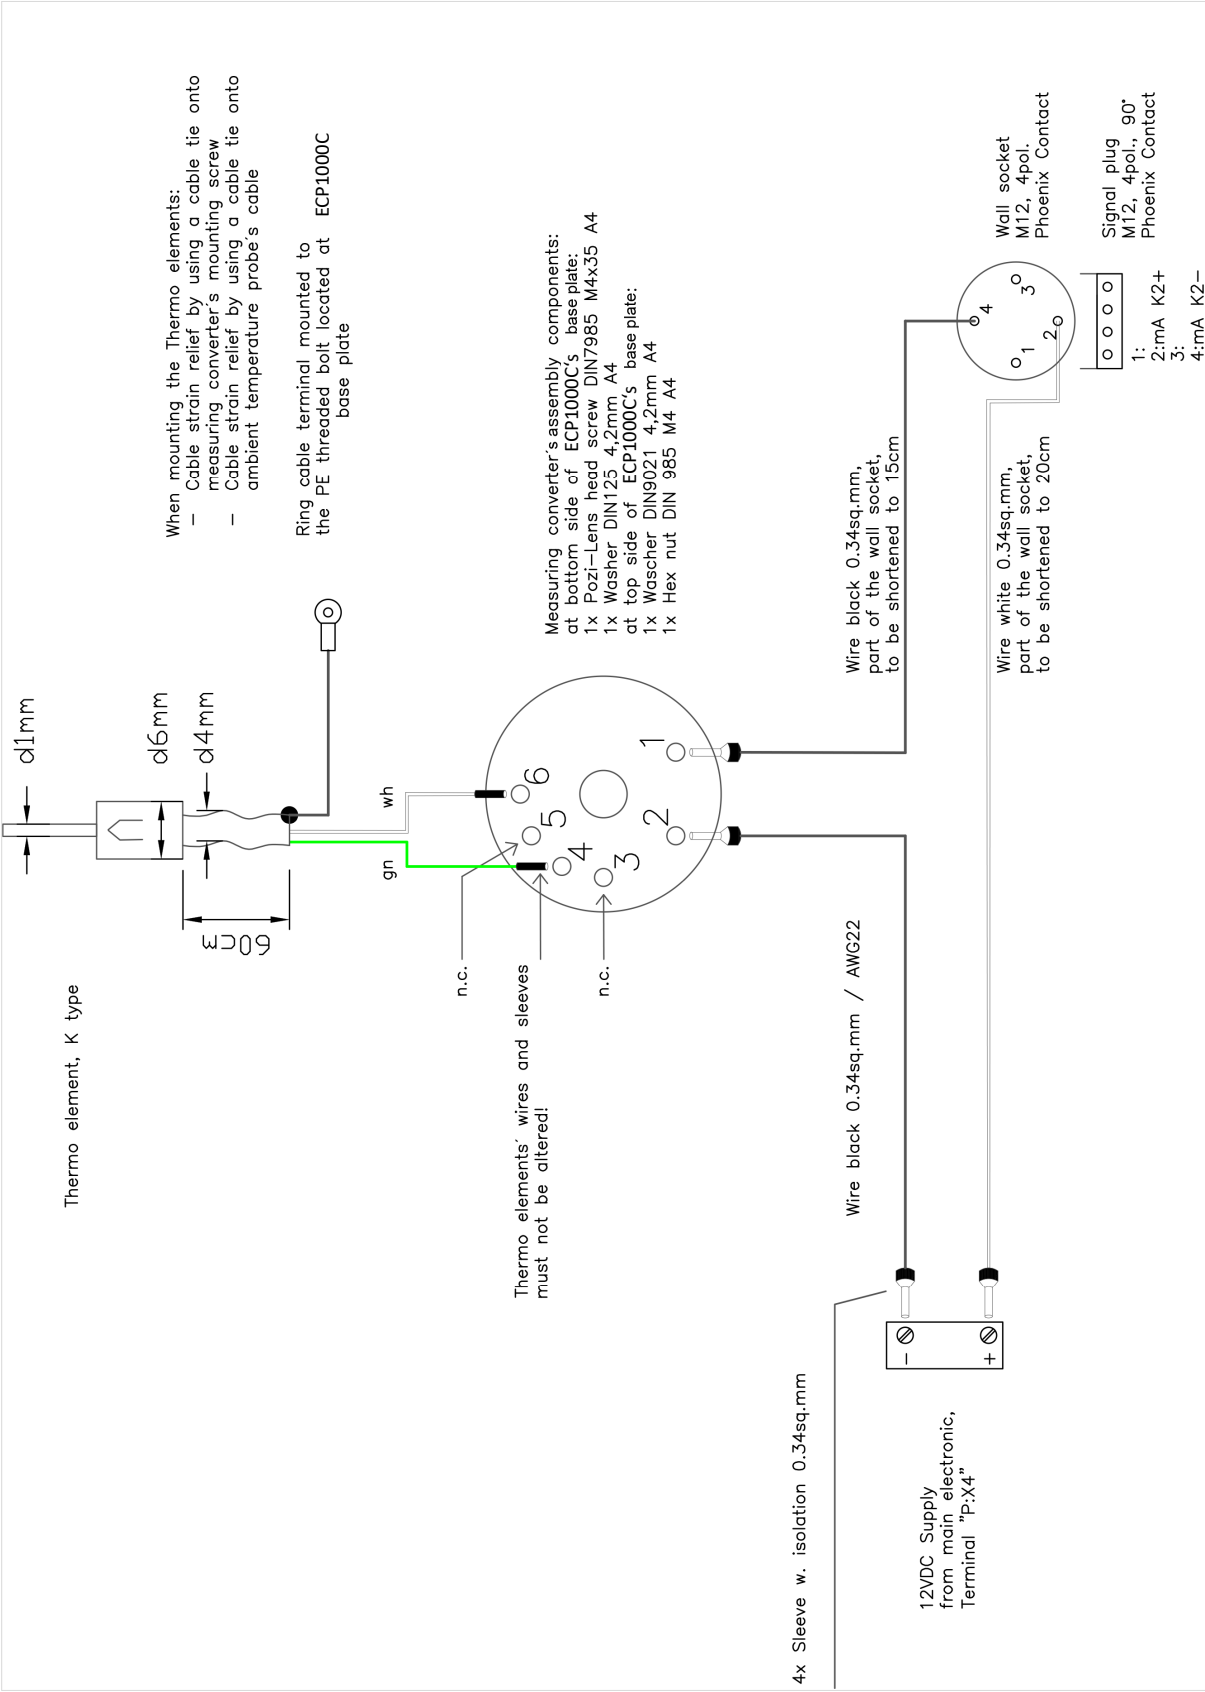 Thermo element, K type
d1mm
d6mm
d4mm
60cm
When mounting the Thermo elements:
- Cable strain relief by using a cable tie onto
measuring converter´s mounting screw
- Cable strain relief by using a cable tie onto
ambient temperature probe´s cable
Ring cable terminal mounted to
the PE threaded bolt located at ECP1000C
base plate
gn
wh
n.c.
Thermo elements´ wires and sleeves
must not be altered!
n.c.
1
2
3
4
5
6
Measuring converter´s assembly components:
at bottom side of ECP1000C‘s base plate:
1x Pozi-Lens head screw DIN7985 M4x35 A4
1x Washer DIN125 4,2mm A4
at top side of ECP1000C‘s base plate:
1x Wascher DIN9021 4,2mm A4
1x Hex nut DIN 985 M4 A4
4x Sleeve w. isolation 0.34sq.mm
Wire black 0.34sq.mm / AWG22
Wire black 0.34sq.mm,
part of the wall socket,
to be shortened to 15cm
12VDC Supply
from main electronic,
Terminal "P:X4"
-
+
Wire white 0.34sq.mm,
part of the wall socket,
to be shortened to 20cm
1
2
3
4
Wall socket
M12, 4pol.
Phoenix Contact
Signal plug
M12, 4pol., 90°
Phoenix Contact
1:
2:mA K2+
3:
4:mA K2-